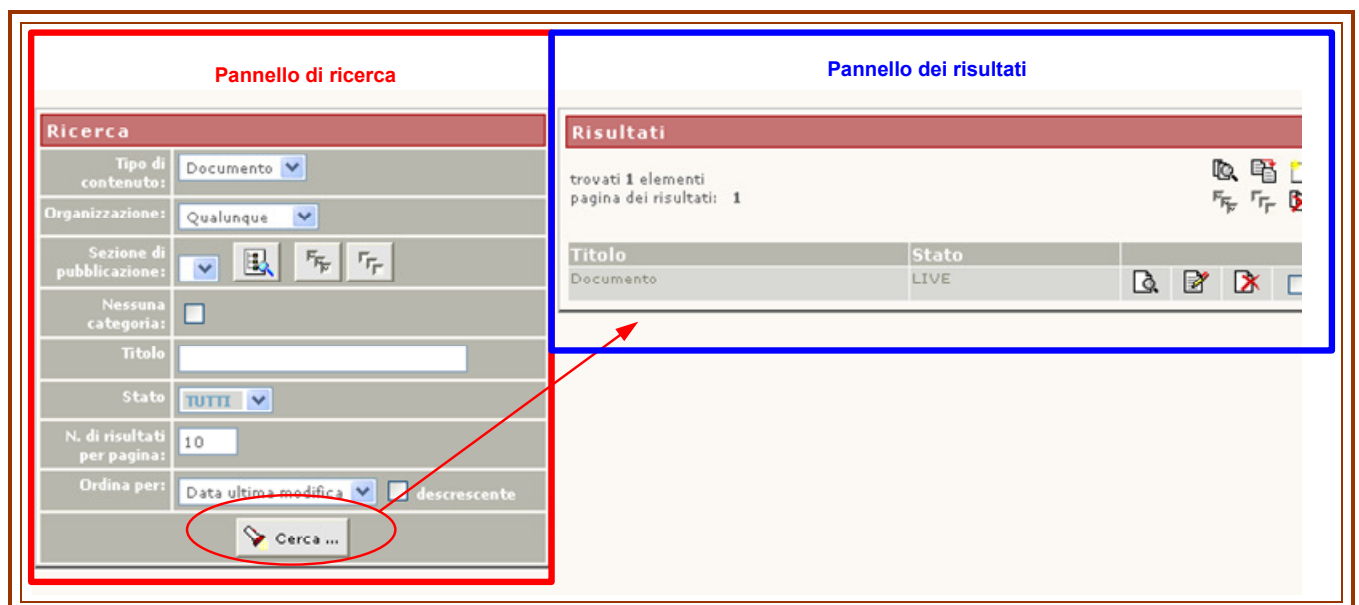 Pannello di ricerca
Pannello dei risultati
Ricerca
Tipo di
contenuto:
Documento
Organizzazione:
Qualunque
Sezione di
pubblicazione:
Nessuna
categoria:
Titolo
Stato
TUTTI
N. di risultati
per pagina:
10
Ordina per:
Data ultima modifica
descrescente
Cerca ...
Risultati
trovati 1 elementi
pagina dei risultati: 1
Titolo Stato
Documento LIVE